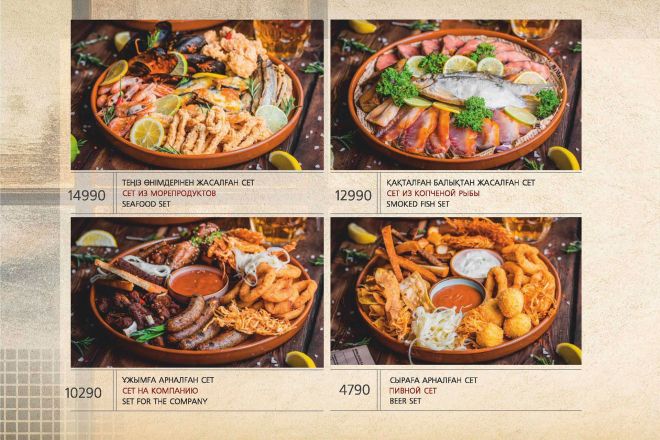 14990
ТЕҢІЗ ӨНІМДЕРІНЕН ЖАСАЛҒАН СЕТ
СЕТ ИЗ МОРЕПРОДУКТОВ
SEAFOOD SET
12990
ҚАҚТАЛҒАН БАЛЫҚТАН ЖАСАЛҒАН СЕТ
СЕТ ИЗ КОПЧЕНОЙ РЫБЫ
SMOKED FISH SET
10290
ҰЖЫМҒА АРНАЛҒАН СЕТ
СЕТ НА КОМПАНИЮ
SET FOR THE COMPANY
4790
СЫРАҒА АРНАЛҒАН СЕТ
ПИВНОЙ СЕТ
BEER SET